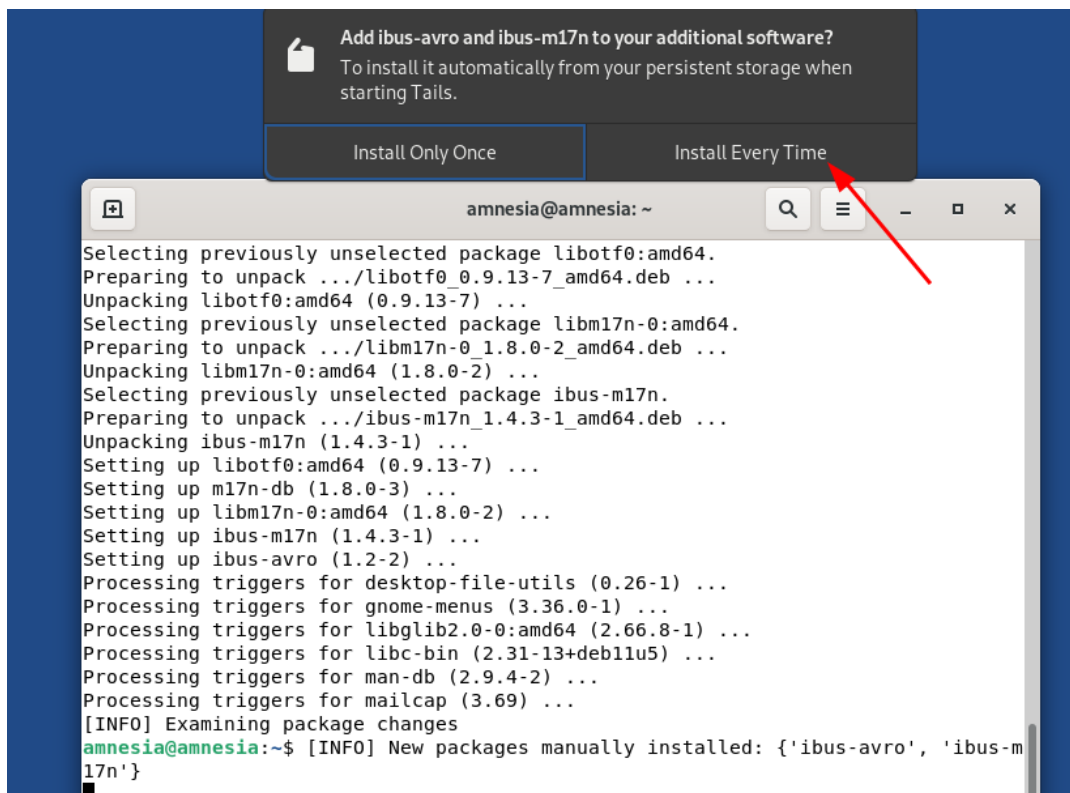 Add ibus-avro and ibus-m17n to your additional software?
To install it automatically from your persistent storage when
starting Tails.
Install Only Once
Install Every Time
amnesia@amnesia: ~
Selecting previously unselected package libotf0:amd64.
Preparing to unpack .../libotf0_0.9.13-7_amd64.deb ...
Unpacking libotf0:amd64 (0.9.13-7) ...
Selecting previously unselected package libm17n-0:amd64.
Preparing to unpack .../libm17n-0_1.8.0-2_amd64.deb ...
Unpacking libm17n-0:amd64 (1.8.0-2) ...
Selecting previously unselected package ibus-m17n.
Preparing to unpack .../ibus-m17n_1.4.3-1_amd64.deb ...
Unpacking ibus-m17n (1.4.3-1) ...
Setting up libotf0:amd64 (0.9.13-7) ...
Setting up m17n-db (1.8.0-3) ...
Setting up libm17n-0:amd64 (1.8.0-2) ...
Setting up ibus-m17n (1.4.3-1) ...
Setting up ibus-avro (1.2-2) ...
Processing triggers for desktop-file-utils (0.26-1) ...
Processing triggers for gnome-menus (3.36.0-1) ...
Processing triggers for libglib2.0-0:amd64 (2.66.8-1) ...
Processing triggers for libc-bin (2.31-13+deb11u5) ...
Processing triggers for man-db (2.9.4-2) ...
Processing triggers for mailcap (3.69) ...
[INFO] Examining package changes
amnesia@amnesia:~$ [INFO] New packages manually installed: {'ibus-avro', 'ibus-m
17n'}